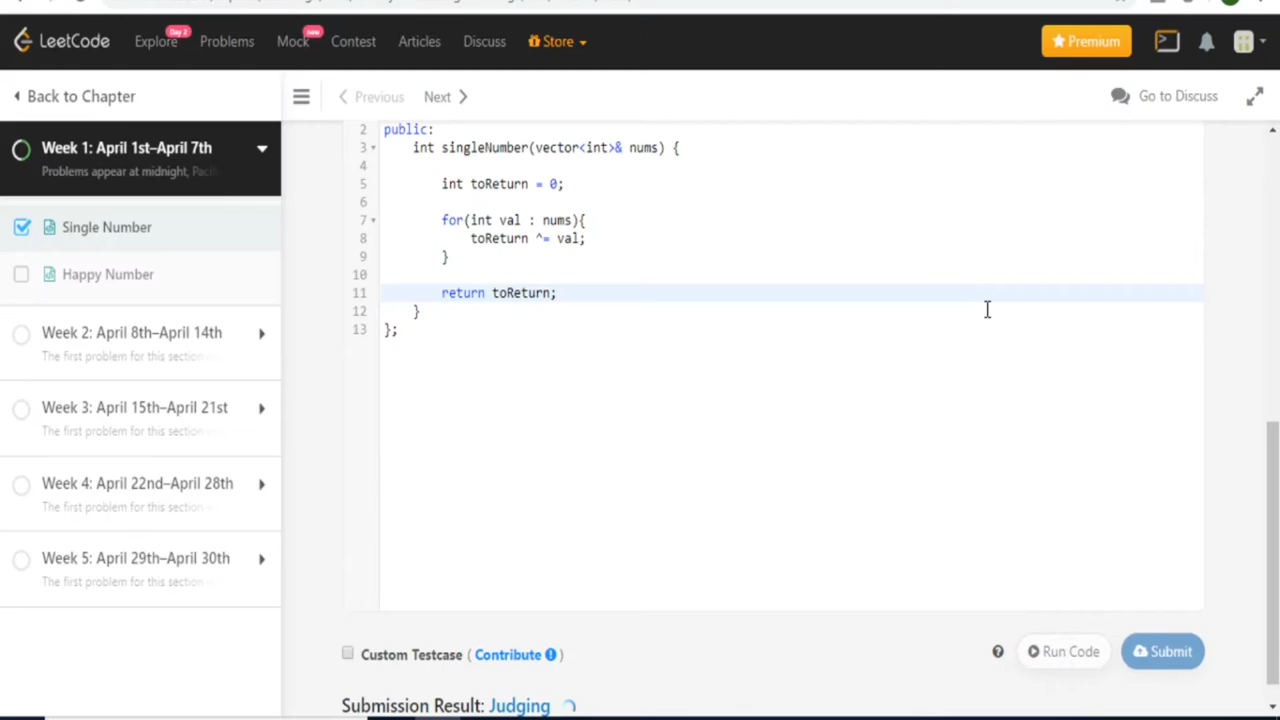 LeetCode
Explore
Day 2
Problems
Mock
new
Contest
Articles
Discuss
Store
Premium
Back to Chapter
Previous
Next
Go to Discuss
Week 1: April 1st–April 7th
Problems appear at midnight,
Single Number
Happy Number
Week 2: April 8th–April 14th
The first problem for this section
Week 3: April 15th–April 21st
The first problem for this section
Week 4: April 22nd–April 28th
The first problem for this section
Week 5: April 29th–April 30th
The first problem for this section
2 public:
3 int singleNumber(vector<int>& nums) {
4
5 int toReturn = 0;
6
7 for(int val : nums){
8 toReturn ^= val;
9 }
10
11 return toReturn;
12 }
13 };
Custom Testcase ( Contribute )
Run Code
Submit
Submission Result: Judging